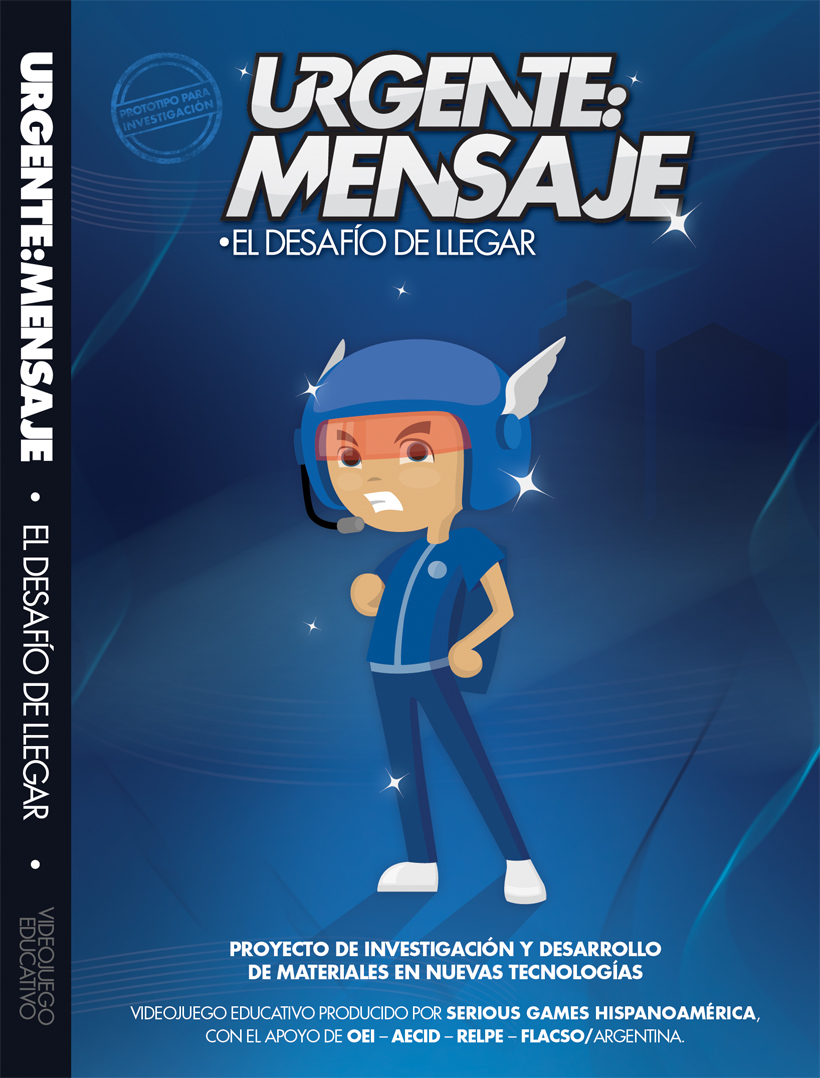 URGENTE:MENSAJE • EL DESAFÍO DE LLEGAR •
VIDEOJUEGO
EDUCATIVO
PROTOTIPO PARA
INVESTIGACIÓN
URGENTE:
MENSAJE
•EL DESAFÍO DE LLEGAR
PROYECTO DE INVESTIGACIÓN Y DESARROLLO
DE MATERIALES EN NUEVAS TECNOLOGÍAS
VIDEOJUEGO EDUCATIVO PRODUCIDO POR SERIOUS GAMES HISPANOAMÉRICA,
CON EL APOYO DE OEI – AECID – RELPE – FLACSO/ARGENTINA.